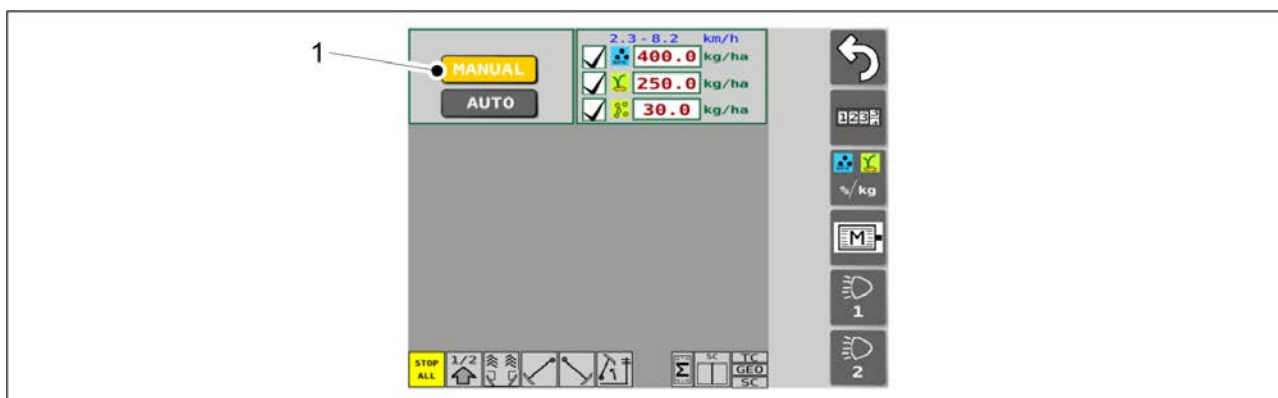 1
MANUAL
AUTO
2.3-8.2 km/h
400.0 kg/ha
250.0 kg/ha
30.0 kg/ha
%/kg
M
1
2
STOP
ALL
1/2
Σ
SC
TC
GEO
SC